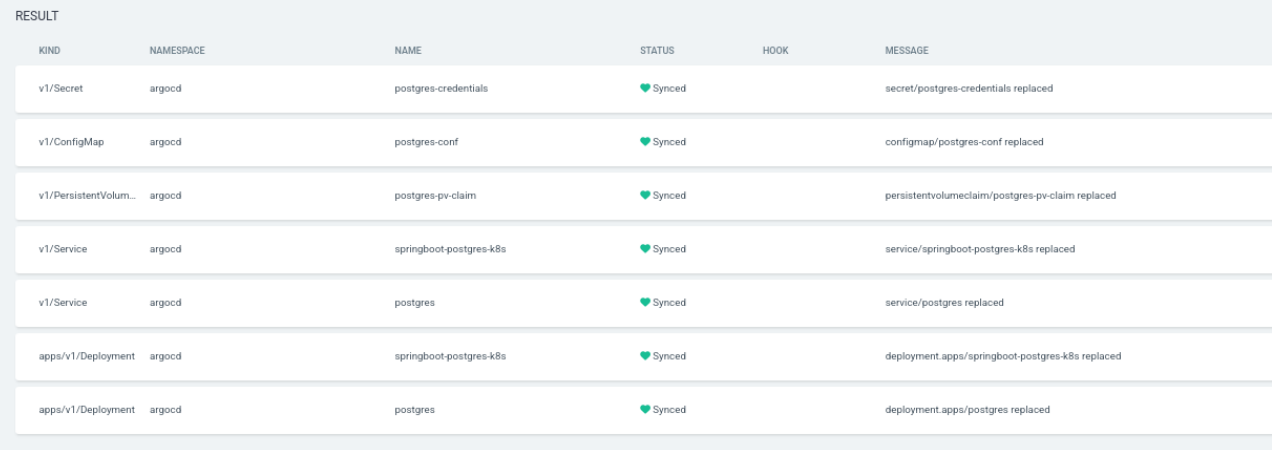 RESULT
KIND NAMESPACE NAME STATUS HOOK MESSAGE
v1/Secret argocd postgres-credentials Synced secret/postgres-credentials replaced
v1/ConfigMap argocd postgres-conf Synced configmap/postgres-conf replaced
v1/PersistentVolum... argocd postgres-pv-claim Synced persistentvolumeclaim/postgres-pv-claim replaced
v1/Service argocd springboot-postgres-k8s Synced service/springboot-postgres-k8s replaced
v1/Service argocd postgres Synced service/postgres replaced
apps/v1/Deployment argocd springboot-postgres-k8s Synced deployment.apps/springboot-postgres-k8s replaced
apps/v1/Deployment argocd postgres Synced deployment.apps/postgres replaced